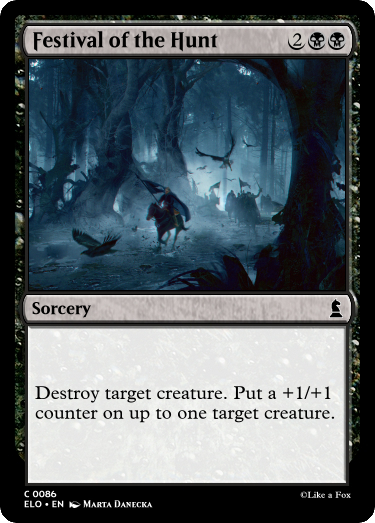 Festival of the Hunt 2
Sorcery
Destroy target creature. Put a +1/+1
counter on up to one target creature.
C 0086
ELO • EN Marta Danecka
©Like a Fox